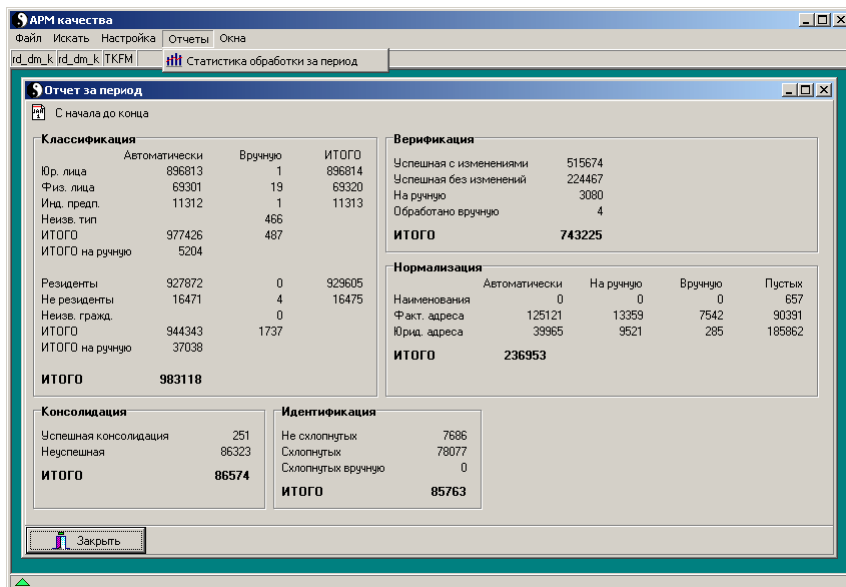 АРМ качества
Файл Искать Настройка Отчеты Окна
rd_dm_k rd_dm_k TKFM
Статистика обработки за период
Отчет за период
С начала до конца
Классификация
Автоматически Вручную ИТОГО
Юр. лица 896813 1 896814
Физ. лица 69301 19 69320
Инд. предп. 11312 1 11313
Неизв. тип 466
ИТОГО 977426 487
ИТОГО на ручную 5204
Резиденты 927872 0 929605
Не резиденты 16471 4 16475
Неизв. гражд. 0
ИТОГО 944343 1737
ИТОГО на ручную 37038
ИТОГО 983118
Верификация
Успешная с изменениями 515674
Успешная без изменений 224467
На ручную 3080
Обработано вручную 4
ИТОГО 743225
Нормализация
Автоматически На ручную Вручную Пустых
Наименования 0 0 0 657
Факт. адреса 125121 13359 7542 90391
Юрид. адреса 39965 9521 285 185862
ИТОГО 236953
Консолидация
Успешная консолидация 251
Неуспешная 86323
ИТОГО 86574
Идентификация
Не схлопнутых 7686
Схлопнутых 78077
Схлопнутых вручную 0
ИТОГО 85763
Закрыть